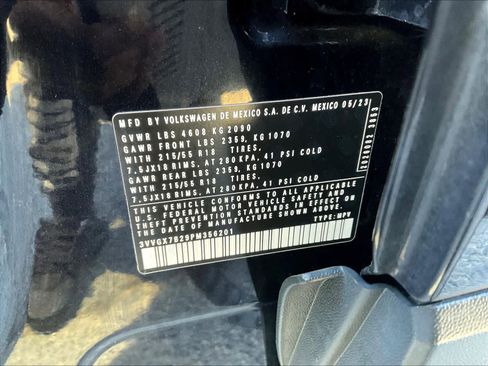 MFD BY VOLKSWAGEN DE MEXICO S.A. DE C.V. MEXICO 05/23
GVWR LBS 4608 KG 2090
GAWR FRONT LBS 2359, KG 1070
WITH 215/55 R18 TIRES,
7.5JX18 RIMS, AT 280 KPA, 41 PSI COLD
GAWR REAR LBS 2359, KG 1070
WITH 215/55 R18 TIRES,
7.5JX18 RIMS, AT 280 KPA, 41 PSI COLD
THIS VEHICLE CONFORMS TO ALL APPLICABLE
U.S. FEDERAL MOTOR VEHICLE SAFETY AND
THEFT PREVENTION STANDARDS IN EFFECT ON THE
DATE OF MANUFACTURE SHOWN ABOVE.
TYPE: MPV